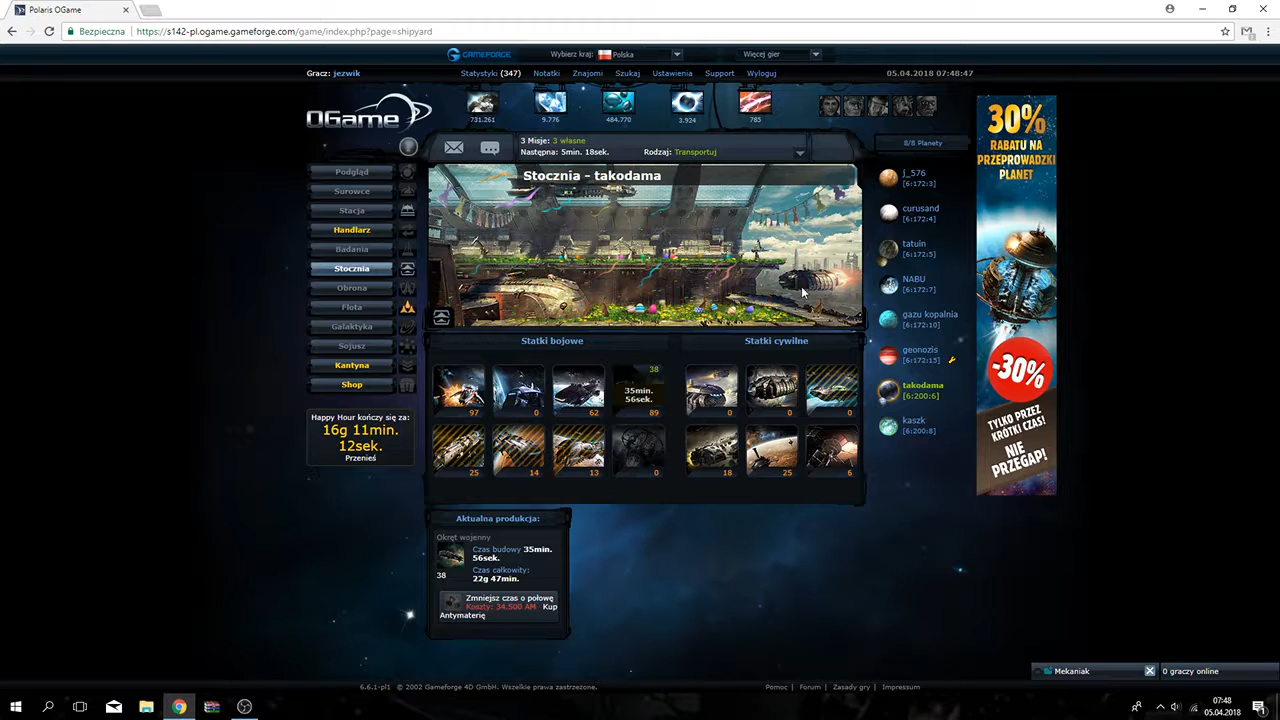 Polaris OGame
Bezpieczna
https://s142-pl.ogame.gameforge.com/game/index.php?page=shipyard
GAMEFORGE
Wybierz kraj:
Polska
Więcej gier
Gracz: jezwik
Statystyki (347)
Notatki
Znajomi
Szukaj
Ustawienia
Support
Wyloguj
05.04.2018 07:48:47
OGame
731.261
9.776
484.770
3.924
785
3 Misje: 3 własne
Następna: 5min. 18sek.
Rodzaj: Transportuj
8/8 Planety
Stocznia - takodama
Podgląd
Surowce
Stacja
Handlarz
Badania
Stocznia
Obrona
Flota
Galaktyka
Sojusz
Kantyna
Shop
Happy Hour kończy się za:
16g 11min.
12sek.
Przenieś
Statki bojowe
Statki cywilne
97
0
62
38
35min.
56sek.
89
0
0
0
25
14
13
0
18
25
6
Aktualna produkcja:
Okręt wojenny
Czas budowy 35min.
56sek.
Czas całkowity:
22g 47min.
38
Zmniejsz czas o połowę
Koszty: 34.500 AM Kup
Antymaterię
j_576
[6:172:3]
curusand
[6:172:4]
tatuin
[6:172:5]
NABU
[6:172:7]
gazu kopalnia
[6:172:10]
geonozis
[6:172:15]
takodama
[6:200:6]
kaszk
[6:200:8]
30%
RABATU NA
PRZEPROWADZKI
PLANET
-30%
TYLKO PRZEZ
KRÓTKI CZAS!
NIE
PRZEGAP!
Mekaniak
0 graczy online
6.6.1-pl1
© 2002 Gameforge 4D GmbH. Wszelkie prawa zastrzeżone.
Pomoc
Forum
Zasady gry
Impressum
07:48
05.04.2018